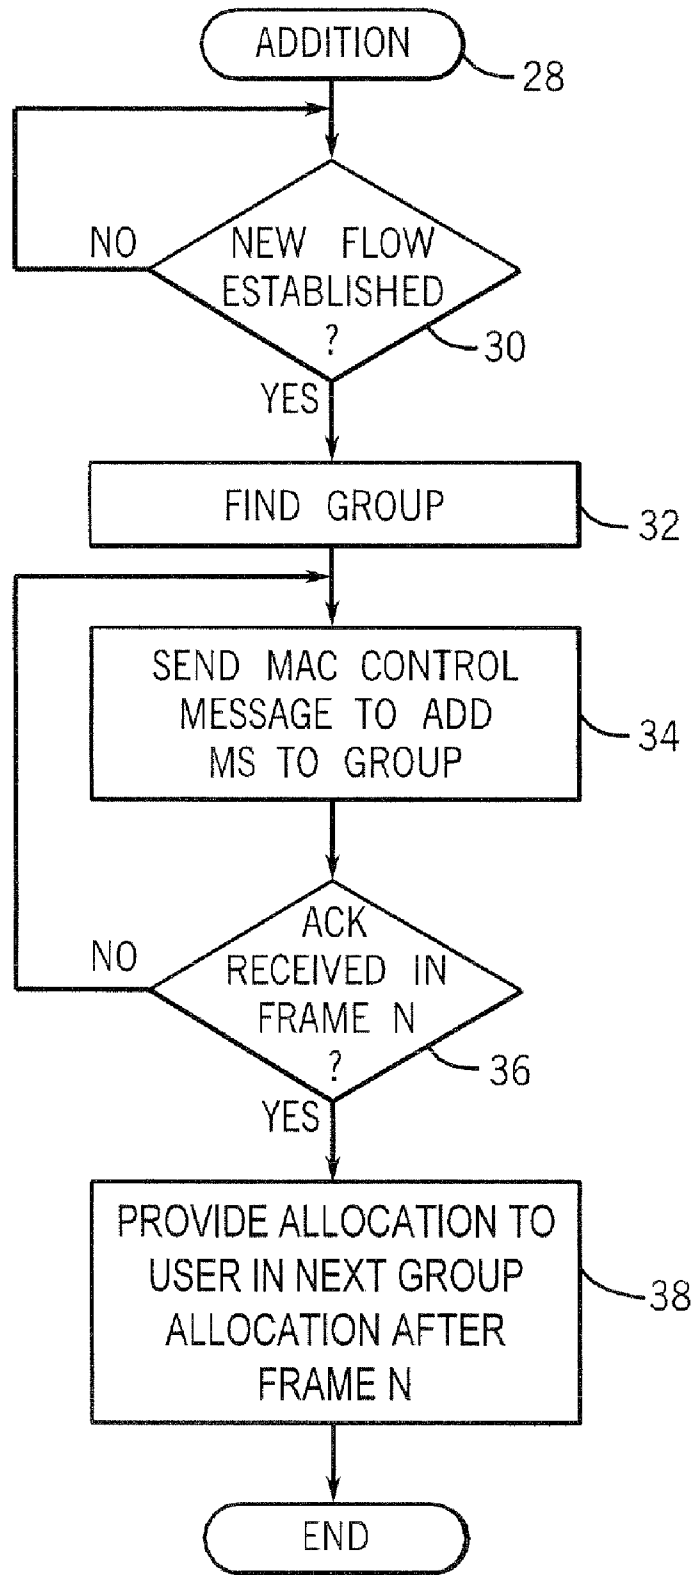 ADDITION
28
NO
NEW FLOW
ESTABLISHED
?
30
YES
FIND GROUP
32
SEND MAC CONTROL
MESSAGE TO ADD
MS TO GROUP
34
NO
ACK
RECEIVED IN
FRAME N
?
36
YES
PROVIDE ALLOCATION TO
USER IN NEXT GROUP
ALLOCATION AFTER
FRAME N
38
END